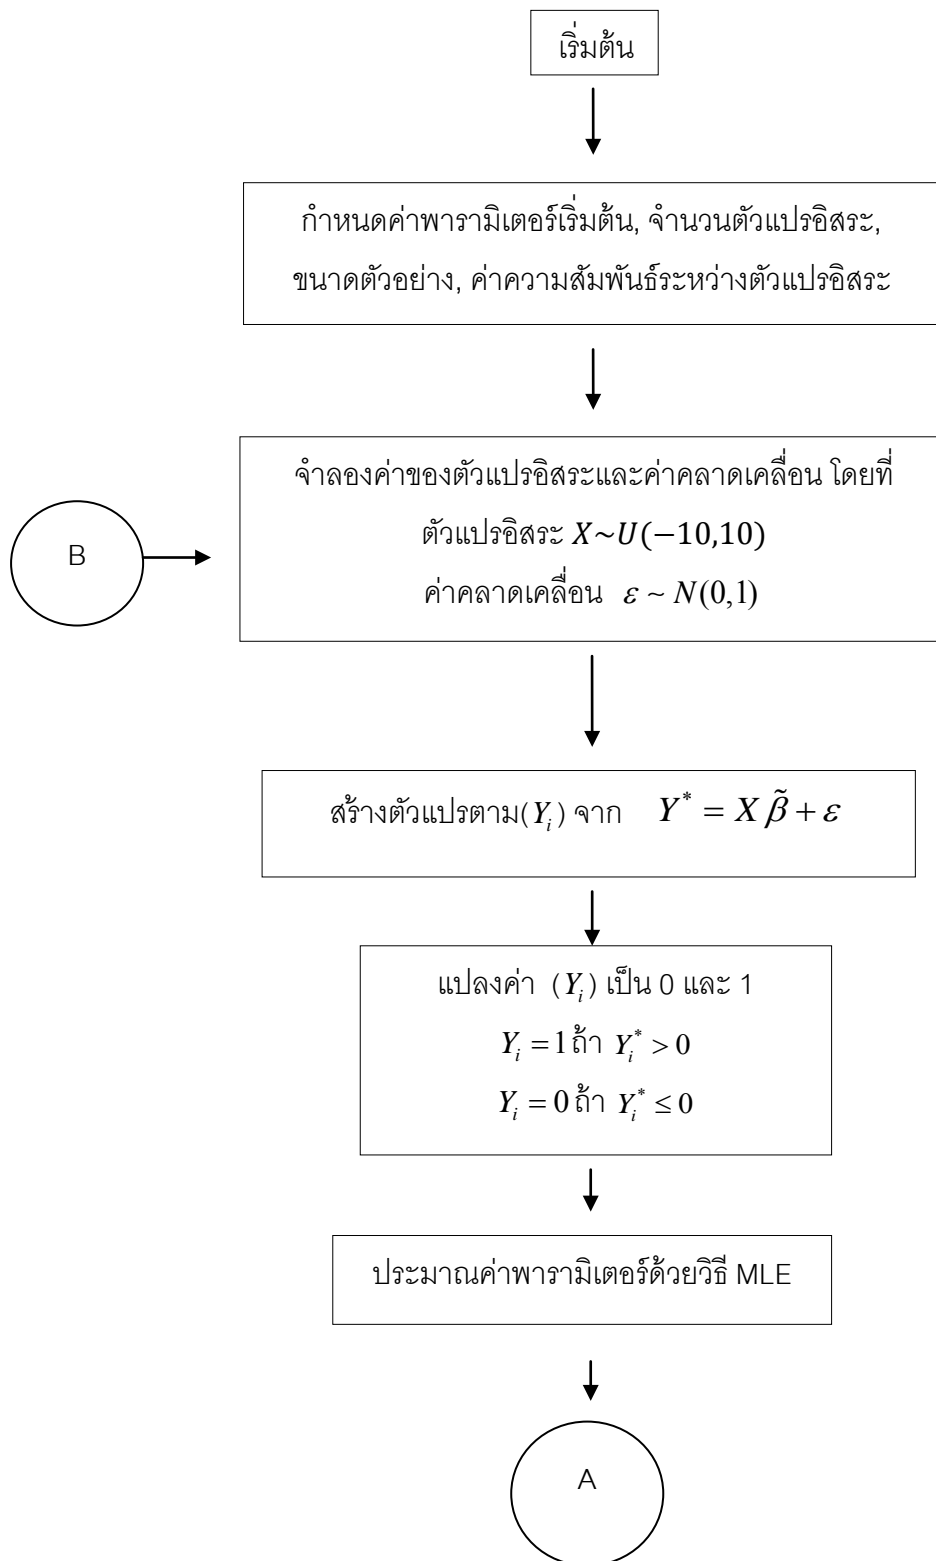 เริ่มต้น
กำหนดค่าพารามิเตอร์เริ่มต้น, จำนวนตัวแปรอิสระ,
ขนาดตัวอย่าง, ค่าความสัมพันธ์ระหว่างตัวแปรอิสระ
จำลองค่าของตัวแปรอิสระและค่าคลาดเคลื่อน โดยที่
ตัวแปรอิสระ X~U(−10,10)
ค่าคลาดเคลื่อน ε ~ N(0,1)
B
สร้างตัวแปรตาม(Y_i) จาก Y^* = X β̃ + ε
แปลงค่า (Y_i) เป็น 0 และ 1
Y_i = 1 ถ้า Y_i^* > 0
Y_i = 0 ถ้า Y_i^* ≤ 0
ประมาณค่าพารามิเตอร์ด้วยวิธี MLE
A